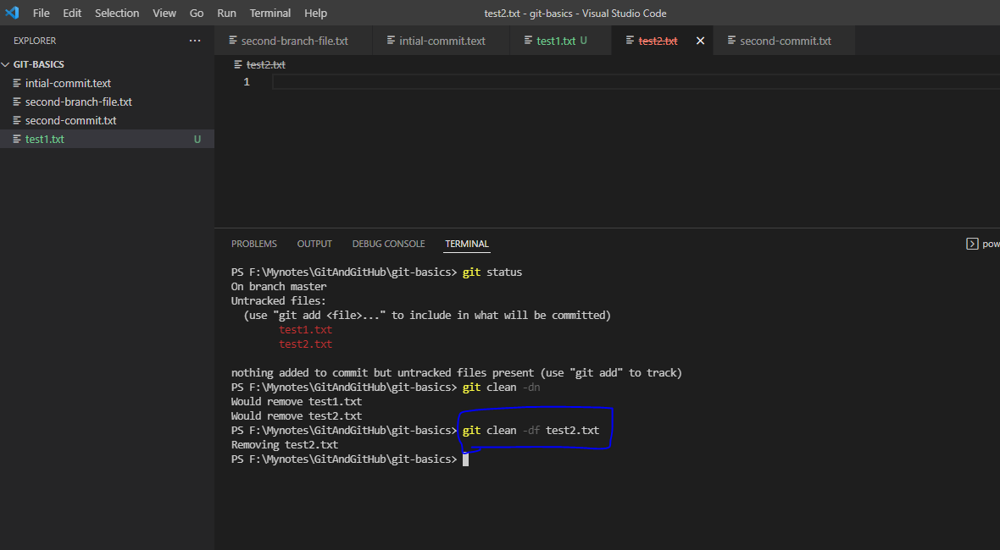 File Edit Selection View Go Run Terminal Help test2.txt - git-basics - Visual Studio Code
EXPLORER ...
second-branch-file.txt intial-commit.text test1.txt U test2.txt × second-commit.txt
GIT-BASICS
test2.txt
intial-commit.text
1
second-branch-file.txt
second-commit.txt
test1.txt U
PROBLEMS OUTPUT DEBUG CONSOLE TERMINAL pow
PS F:\Mynotes\GitAndGitHub\git-basics> git status
On branch master
Untracked files:
(use "git add <file>..." to include in what will be committed)
test1.txt
test2.txt
nothing added to commit but untracked files present (use "git add" to track)
PS F:\Mynotes\GitAndGitHub\git-basics> git clean -dn
Would remove test1.txt
Would remove test2.txt
PS F:\Mynotes\GitAndGitHub\git-basics> git clean -df test2.txt
Removing test2.txt
PS F:\Mynotes\GitAndGitHub\git-basics>